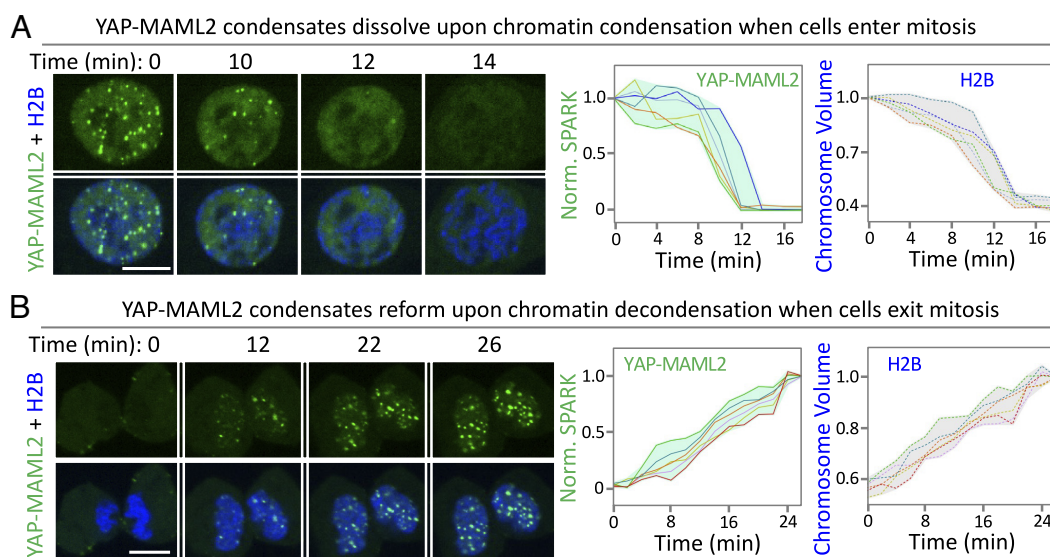 A YAP-MAML2 condensates dissolve upon chromatin condensation when cells enter mitosis
Time (min): 0 10 12 14
YAP-MAML2 + H2B
Norm. SPARK
YAP-MAML2
1.0
0.5
0
0 4 8 12 16
Time (min)
Chromosome Volume
H2B
1.0
0.7
0.4
0 4 8 12 16
Time (min)
B YAP-MAML2 condensates reform upon chromatin decondensation when cells exit mitosis
Time (min): 0 12 22 26
YAP-MAML2 + H2B
Norm. SPARK
YAP-MAML2
1.0
0.5
0
0 8 16 24
Time (min)
Chromosome Volume
H2B
1.0
0.8
0.6
0 8 16 24
Time (min)